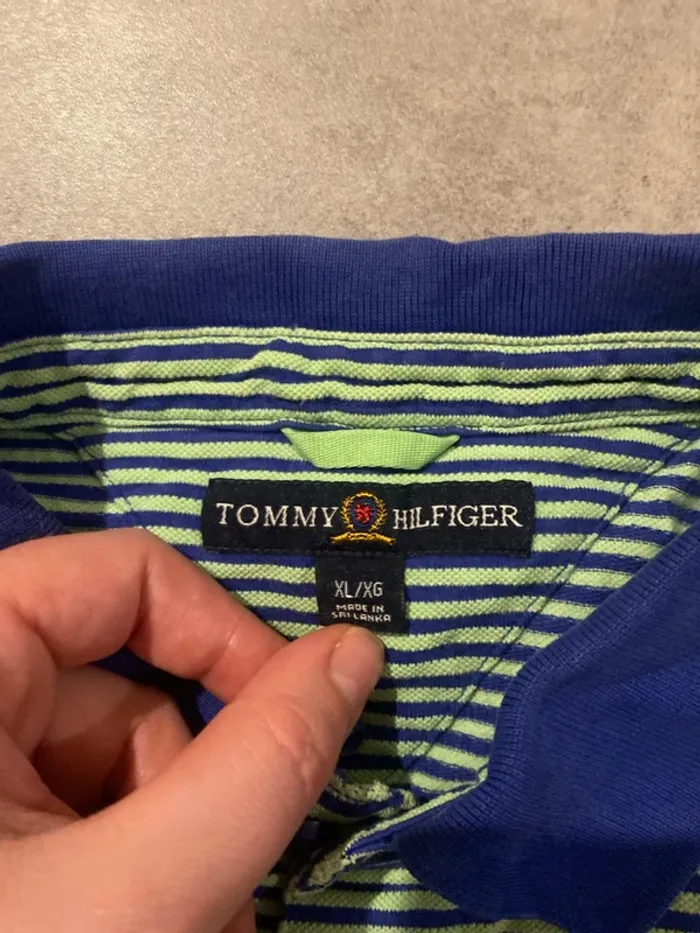 TOMMY HILFIGER
XL/XG
MADE IN
SRI LANKA